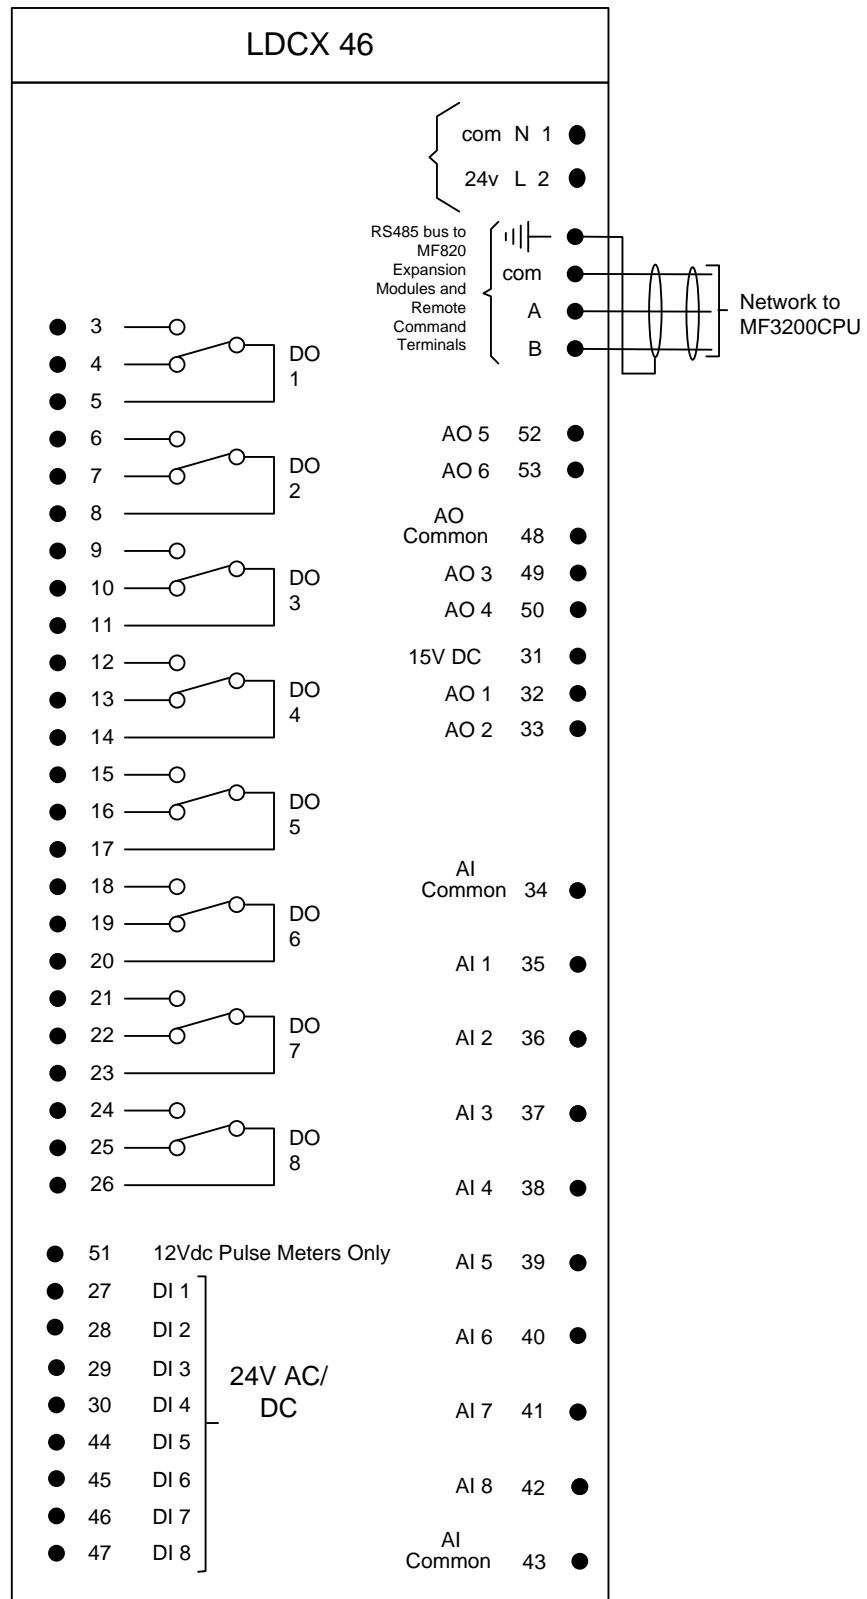 LDCX 46
com N 1
24v L 2
RS485 bus to
MF820
Expansion
Modules and
Remote
Command
Terminals
com
A
B
Network to
MF3200CPU
3
4
5
DO
1
6
7
8
DO
2
9
10
11
DO
3
12
13
14
DO
4
15
16
17
DO
5
18
19
20
DO
6
21
22
23
DO
7
24
25
26
DO
8
51 12Vdc Pulse Meters Only
27 DI 1
28 DI 2
29 DI 3
30 DI 4
44 DI 5
45 DI 6
46 DI 7
47 DI 8
24V AC/
DC
AO 5 52
AO 6 53
AO
Common 48
AO 3 49
AO 4 50
15V DC 31
AO 1 32
AO 2 33
AI
Common 34
AI 1 35
AI 2 36
AI 3 37
AI 4 38
AI 5 39
AI 6 40
AI 7 41
AI 8 42
AI
Common 43